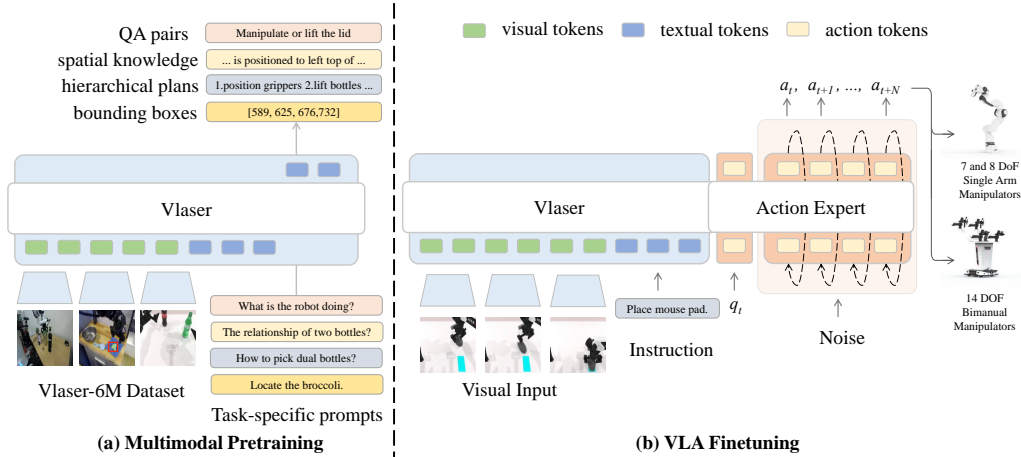 QA pairs
Manipulate or lift the lid
spatial knowledge
... is positioned to left top of ...
hierarchical plans
1.position grippers 2.lift bottles ...
bounding boxes
[589, 625, 676,732]
Vlaser
What is the robot doing?
The relationship of two bottles?
How to pick dual bottles?
Locate the broccoli.
Vlaser-6M Dataset
Task-specific prompts
(a) Multimodal Pretraining
visual tokens
textual tokens
action tokens
a_t, a_{t+1}, ..., a_{t+N}
Vlaser
Action Expert
Place mouse pad.
q_t
Instruction
Noise
Visual Input
7 and 8 DoF
Single Arm
Manipulators
14 DOF
Bimanual
Manipulators
(b) VLA Finetuning